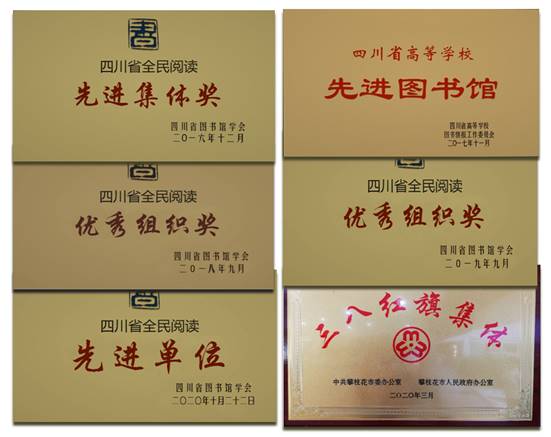 書
四川省全民阅读
先进集体奖
四川省图书馆学会
二〇一六年十二月
四川省高等学校
先进图书馆
四川省高等学校
图书情报工作委员会
二〇一七年十一月
四川省全民阅读
优秀组织奖
四川省图书馆学会
二〇一八年九月
四川省全民阅读
优秀组织奖
四川省图书馆学会
二〇一九年九月
四川省全民阅读
先进单位
四川省图书馆学会
二〇二〇年十月二十二日
三八红旗集体
中共攀枝花市委办公室 攀枝花市人民政府办公室
二〇二〇年三月